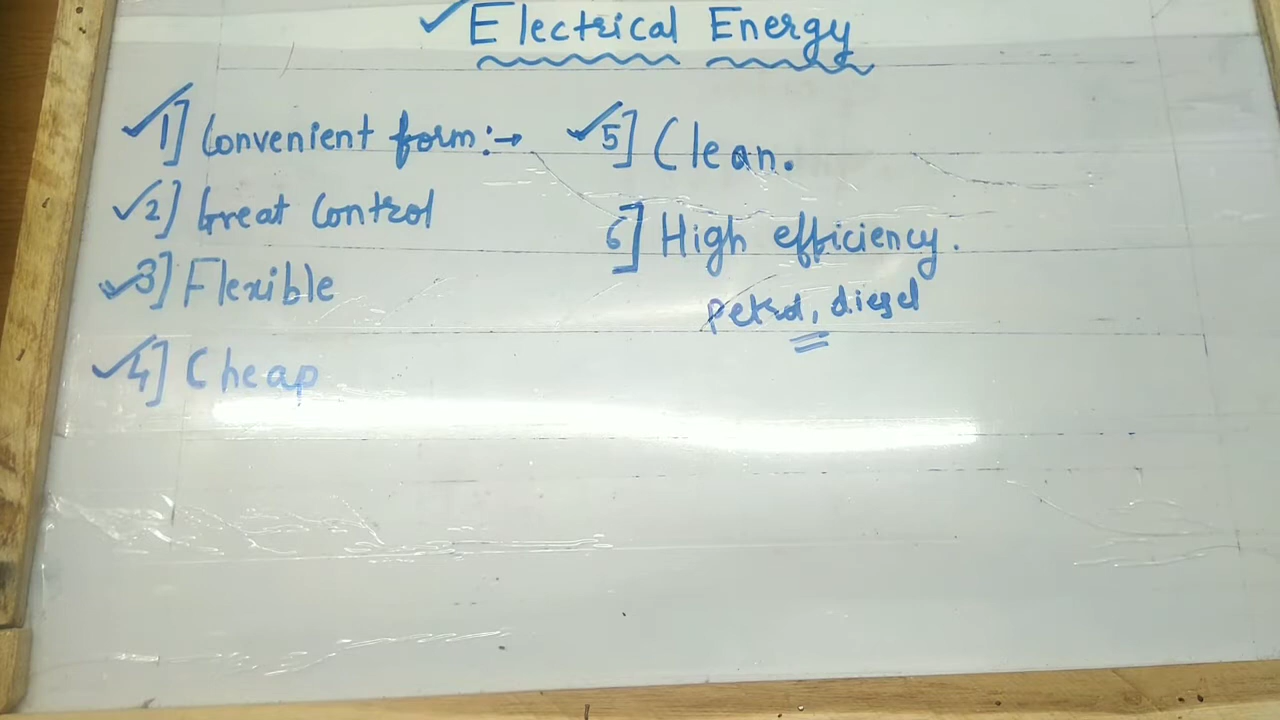 ✓ Electrical Energy
✓1] Convenient form:→
✓2] Great Control
✓3] Flexible
✓4] Cheap
✓5] Clean.
6] High efficiency.
petrol, diesel